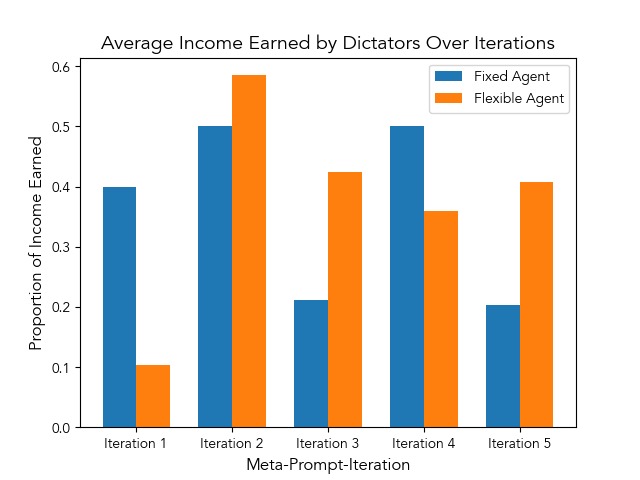 Average Income Earned by Dictators Over Iterations
Fixed Agent
Flexible Agent
Proportion of Income Earned
0.6
0.5
0.4
0.3
0.2
0.1
0.0
Iteration 1
Iteration 2
Iteration 3
Iteration 4
Iteration 5
Meta-Prompt-Iteration